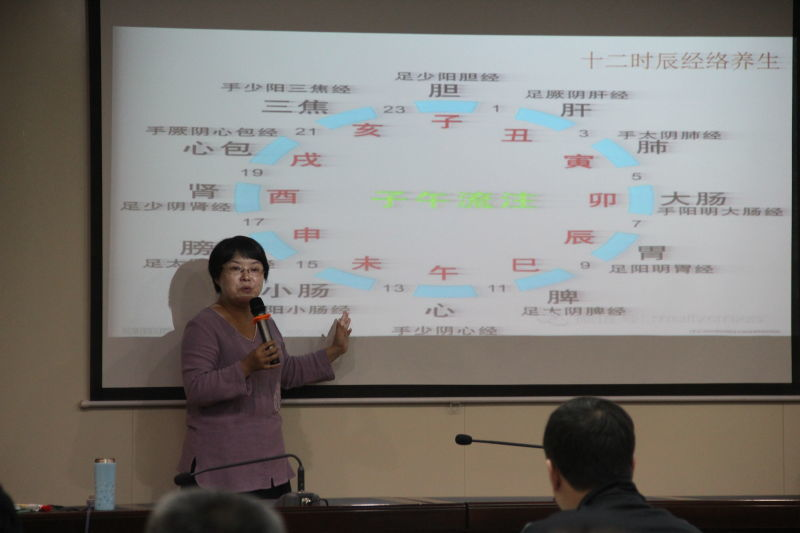 十二时辰经络养生
足少阳胆经
胆
手少阳三焦经
三焦
23
子
1
足厥阴肝经
肝
亥
丑
手厥阴心包经
21
3
手太阴肺经
心包
戌
寅
肺
19
5
肾
酉
子午流注
卯
大肠
足少阴肾经
手阳明大肠经
17
7
膀
申
辰
胃
足太
15
未
午
巳
9
足阳明胃经
小肠
13
11
脾
阳小肠经
心
足太阴脾经
手少阴心经